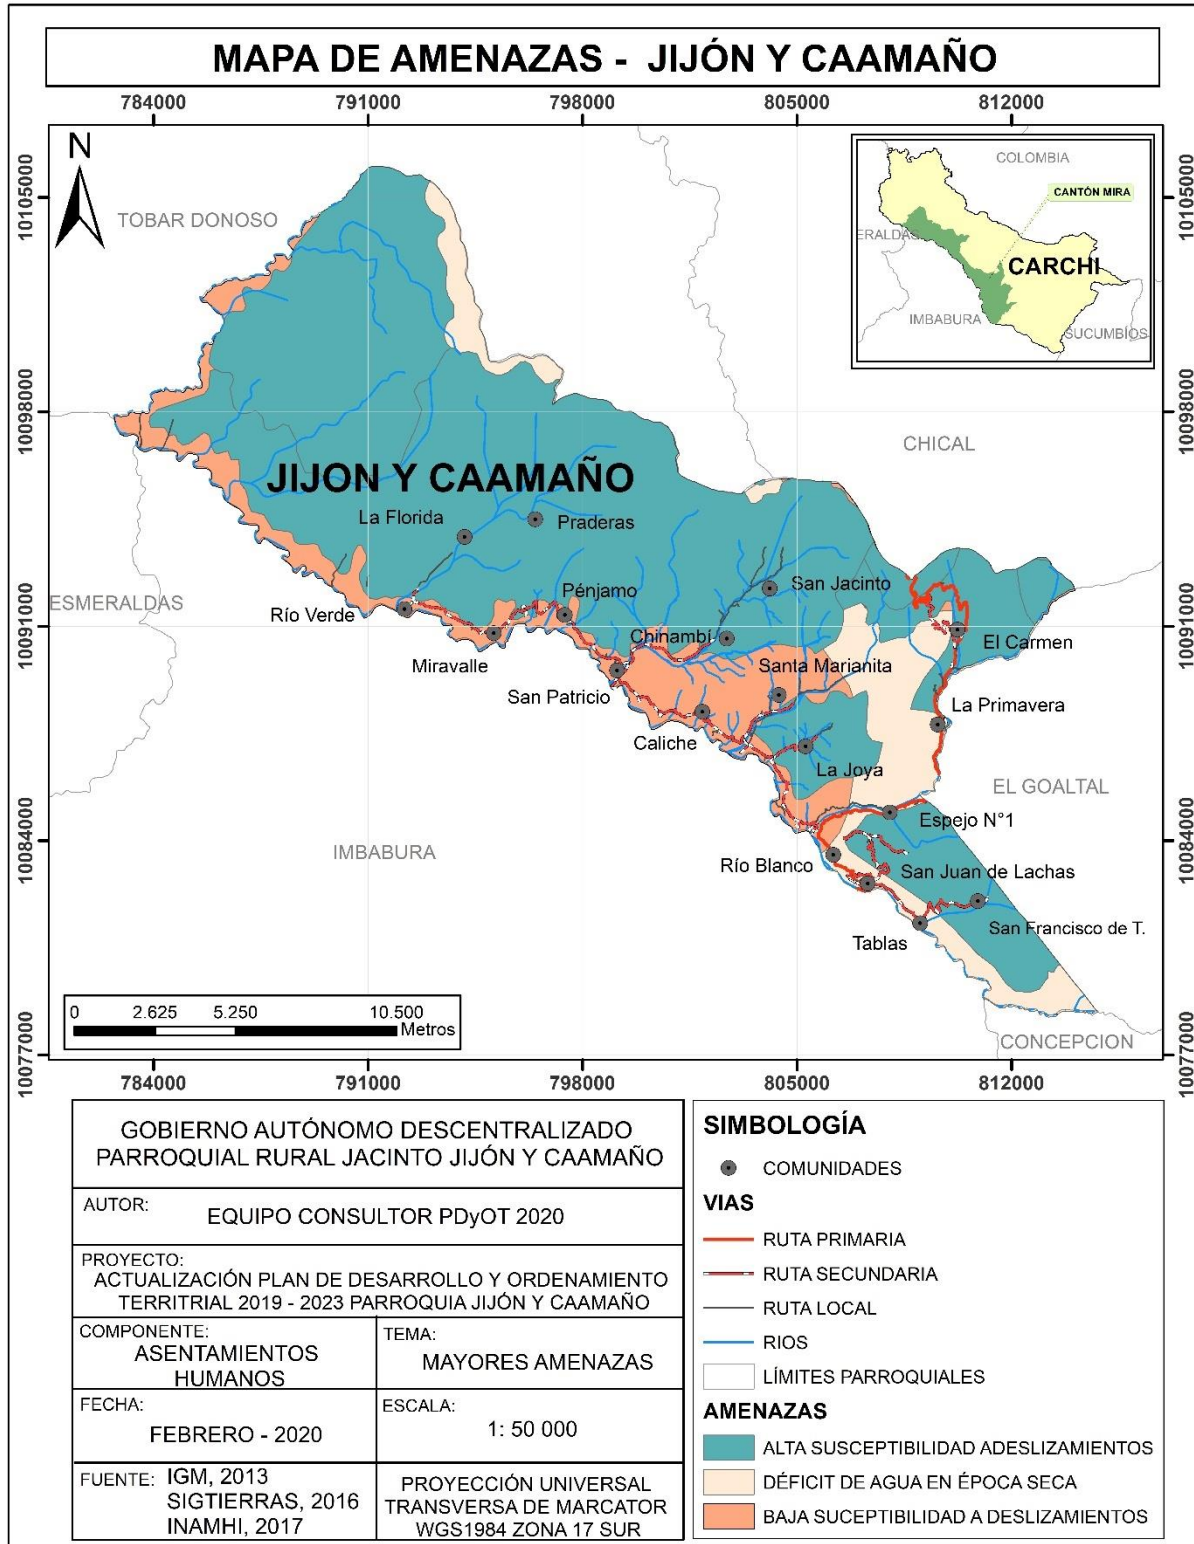 MAPA DE AMENAZAS - JIJÓN Y CAAMAÑO
784000 791000 798000 805000 812000
N
COLOMBIA
CANTÓN MIRA
ERALDAS
CARCHI
IMBABURA
SUCUMBÍOS
10105000 10105000
TOBAR DONOSO
10098000 10098000
CHICAL
JIJON Y CAAMAÑO
La Florida
Praderas
San Jacinto
ESMERALDAS
Pénjamo
Río Verde
10091000 10091000
Chinambí
El Carmen
Miravalle
Santa Marianita
San Patricio
La Primavera
Caliche
La Joya
EL GOALTAL
Espejo N°1
10084000 10084000
IMBABURA
Río Blanco
San Juan de Lachas
San Francisco de T.
Tablas
0 2.625 5.250 10.500
Metros
CONCEPCION
10077000 10077000
784000 791000 798000 805000 812000
GOBIERNO AUTÓNOMO DESCENTRALIZADO
PARROQUIAL RURAL JACINTO JIJÓN Y CAAMAÑO
AUTOR: EQUIPO CONSULTOR PDyOT 2020
PROYECTO:
ACTUALIZACIÓN PLAN DE DESARROLLO Y ORDENAMIENTO
TERRITRIAL 2019 - 2023 PARROQUIA JIJÓN Y CAAMAÑO
COMPONENTE:
ASENTAMIENTOS
HUMANOS
TEMA:
MAYORES AMENAZAS
FECHA:
FEBRERO - 2020
ESCALA:
1: 50 000
FUENTE: IGM, 2013
SIGTIERRAS, 2016
INAMHI, 2017
PROYECCIÓN UNIVERSAL
TRANSVERSA DE MARCATOR
WGS1984 ZONA 17 SUR
SIMBOLOGÍA
COMUNIDADES
VIAS
RUTA PRIMARIA
RUTA SECUNDARIA
RUTA LOCAL
RIOS
LÍMITES PARROQUIALES
AMENAZAS
ALTA SUSCEPTIBILIDAD ADESLIZAMIENTOS
DÉFICIT DE AGUA EN ÉPOCA SECA
BAJA SUCEPTIBILIDAD A DESLIZAMIENTOS